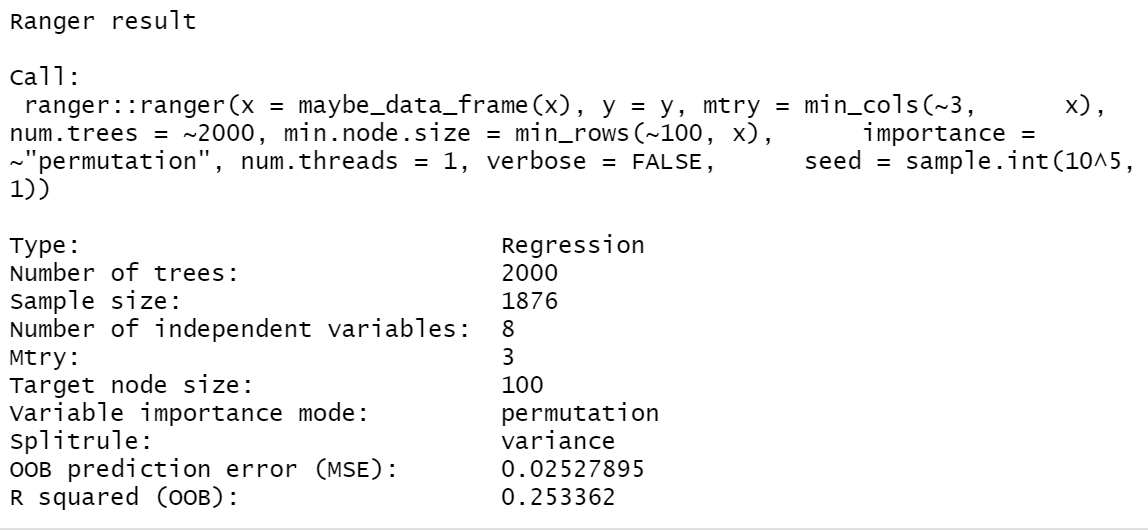 Ranger result
Call:
 ranger::ranger(x = maybe_data_frame(x), y = y, mtry = min_cols(~3,      x),
num.trees = ~2000, min.node.size = min_rows(~100, x),      importance =
~"permutation", num.threads = 1, verbose = FALSE,      seed = sample.int(10^5,
1))
Type:                             Regression
Number of trees:                  2000
Sample size:                      1876
Number of independent variables:  8
Mtry:                             3
Target node size:                 100
Variable importance mode:         permutation
Splitrule:                        variance
OOB prediction error (MSE):       0.02527895
R squared (OOB):                  0.253362